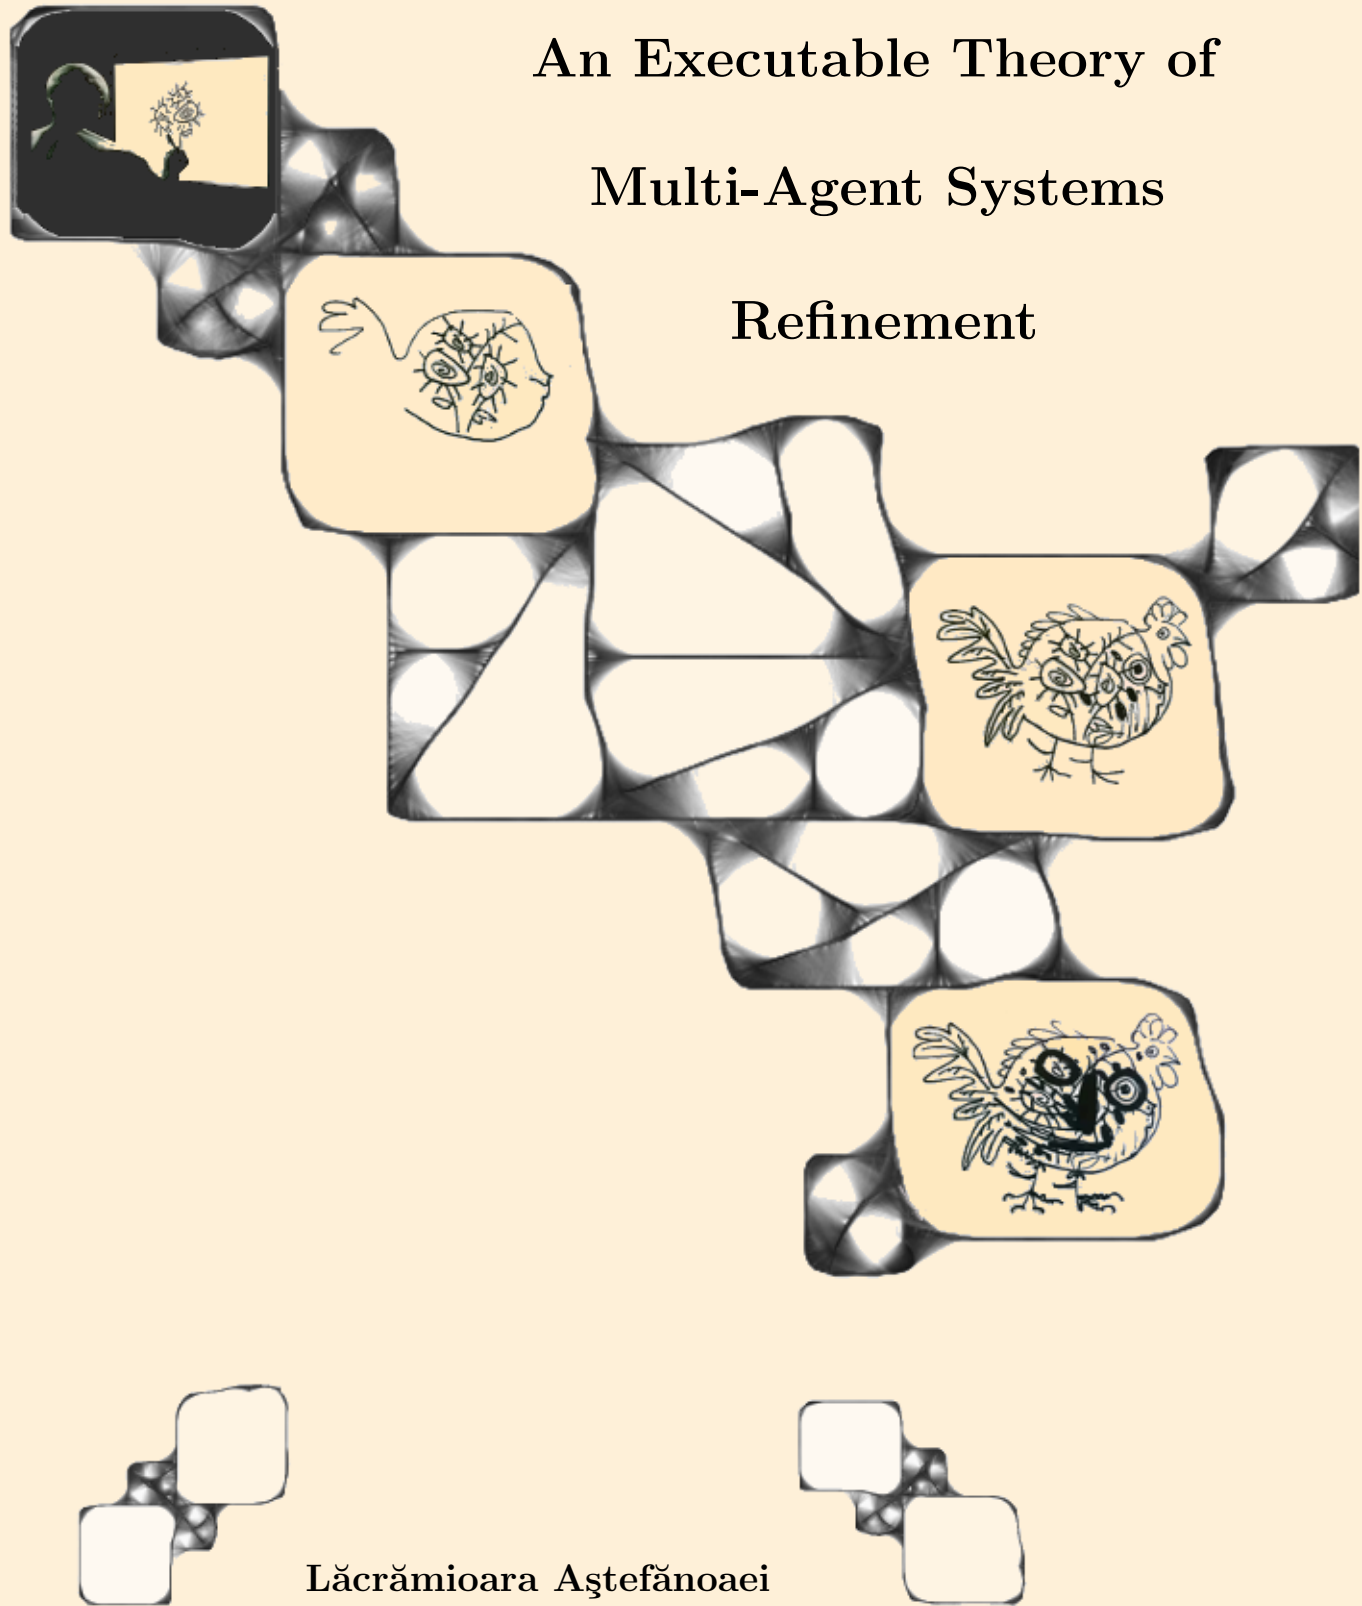 An Executable Theory of
Multi-Agent Systems
Refinement
Lăcrămioara Aştefănoaei